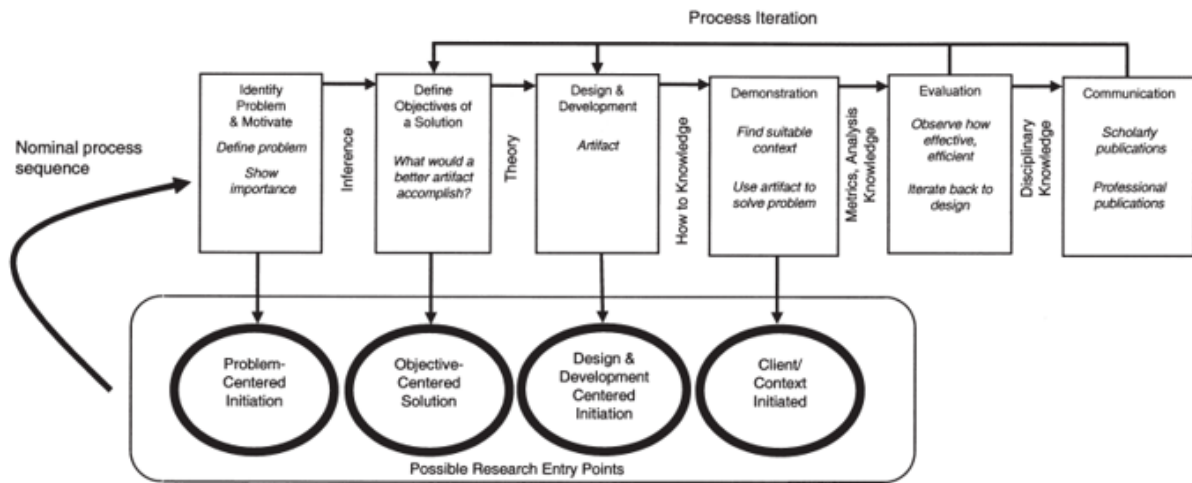 Process Iteration
Nominal process
sequence
Identify
Problem
& Motivate
Define problem
Show
importance
Inference
Define
Objectives of
a Solution
What would a
better artifact
accomplish?
Theory
Design &
Development
Artifact
How to Knowledge
Demonstration
Find suitable
context
Use artifact to
solve problem
Metrics, Analysis
Knowledge
Evaluation
Observe how
effective,
efficient
Iterate back to
design
Disciplinary
Knowledge
Communication
Scholarly
publications
Professional
publications
Problem-
Centered
Initiation
Objective-
Centered
Solution
Design &
Development
Centered
Initiation
Client/
Context
Initiated
Possible Research Entry Points